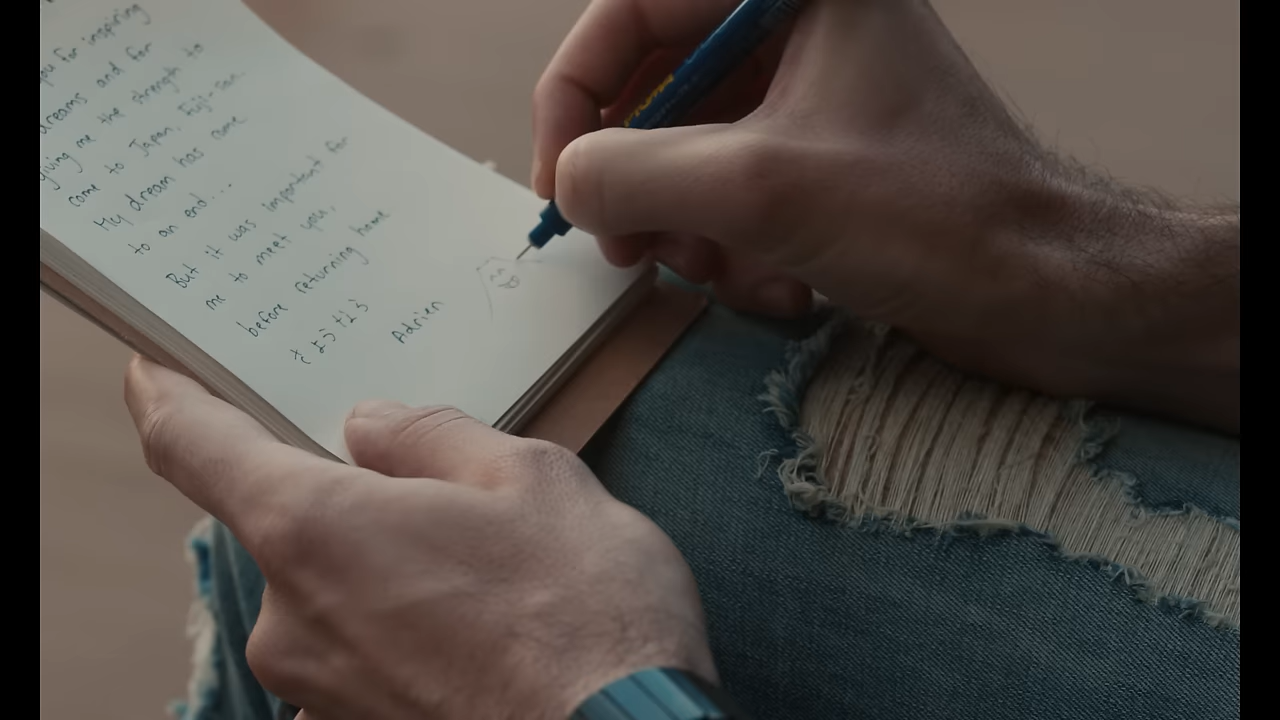 you for inspiring
dreams and for
giving me the strength to
come to Japan, Fuji-san.
My dream has come
to an end...
But it was important for
me to meet you,
before returning home
さようなら
Adrien